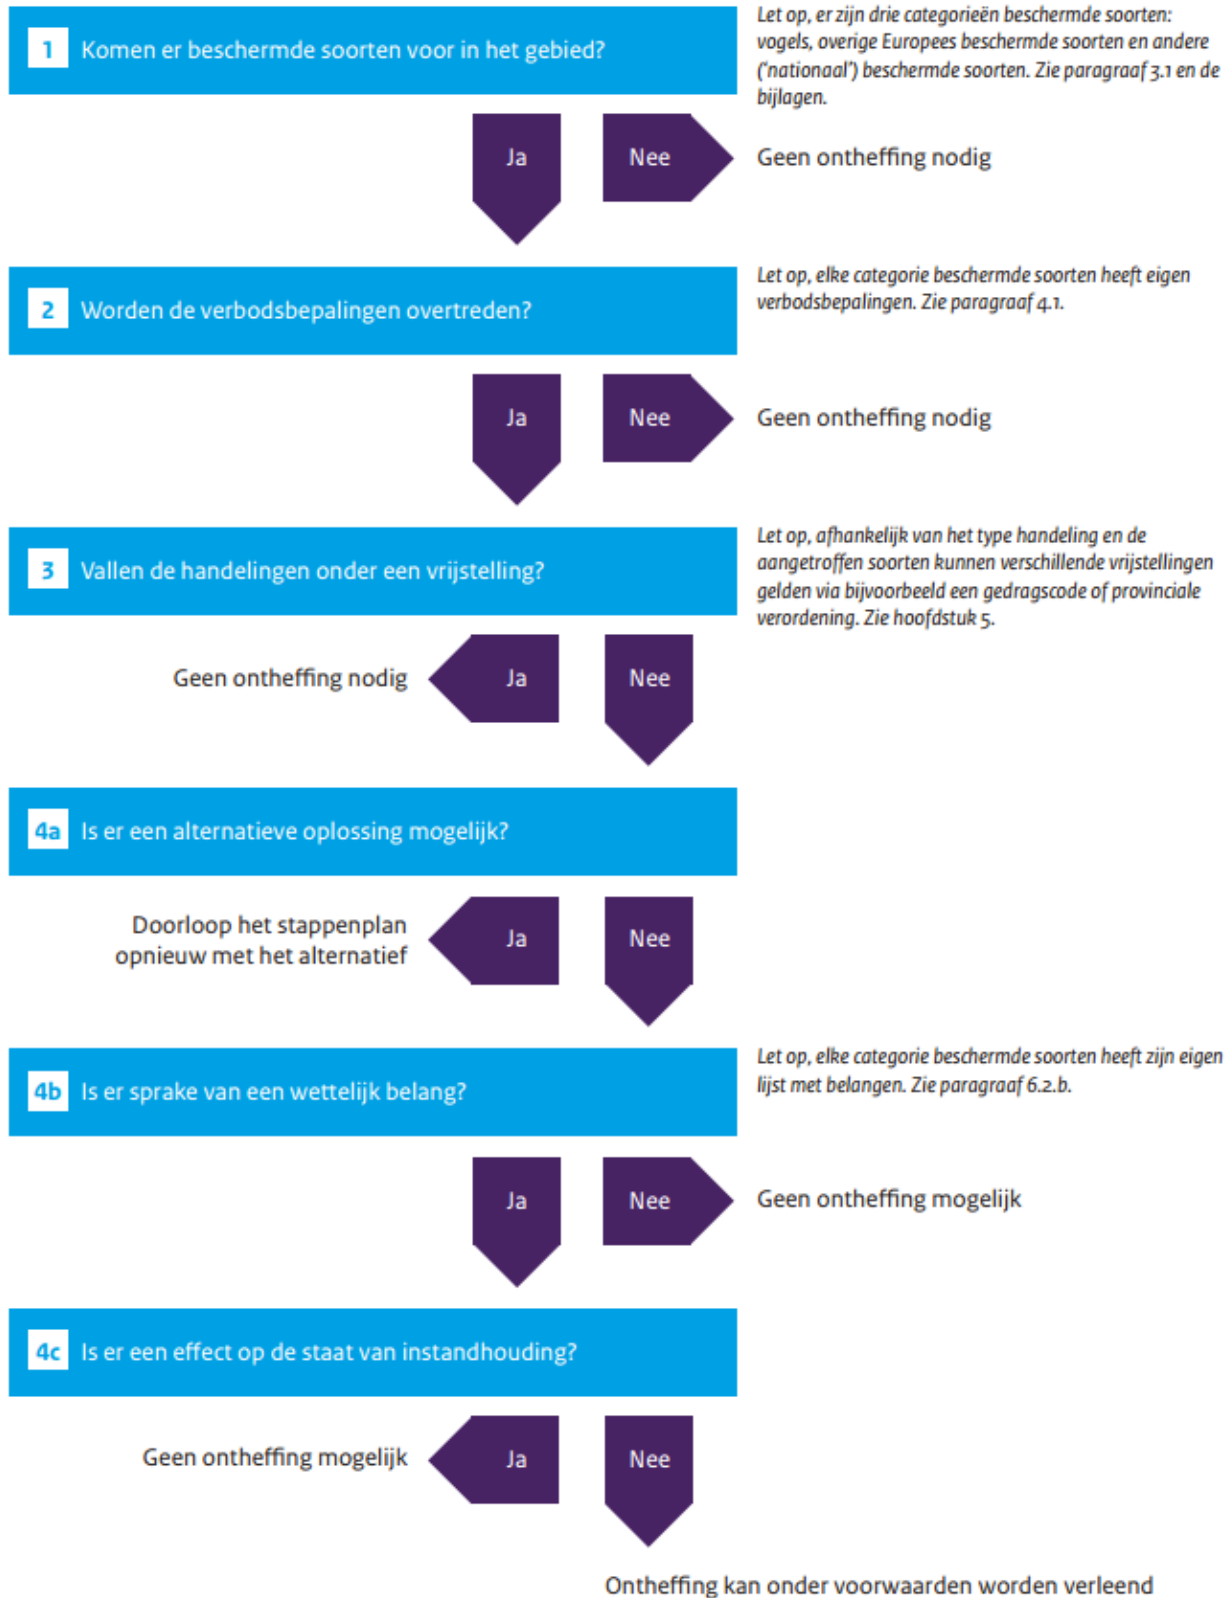 1 Komen er beschermde soorten voor in het gebied?
Let op, er zijn drie categorieën beschermde soorten:
vogels, overige Europees beschermde soorten en andere
('nationaal') beschermde soorten. Zie paragraaf 3.1 en de
bijlagen.
Ja
Nee
Geen ontheffing nodig
2 Worden de verbodsbepalingen overtreden?
Let op, elke categorie beschermde soorten heeft eigen
verbodsbepalingen. Zie paragraaf 4.1.
Ja
Nee
Geen ontheffing nodig
3 Vallen de handelingen onder een vrijstelling?
Let op, afhankelijk van het type handeling en de
aangetroffen soorten kunnen verschillende vrijstellingen
gelden via bijvoorbeeld een gedragscode of provinciale
verordening. Zie hoofdstuk 5.
Geen ontheffing nodig
Ja
Nee
4a Is er een alternatieve oplossing mogelijk?
Doorloop het stappenplan
opnieuw met het alternatief
Ja
Nee
4b Is er sprake van een wettelijk belang?
Let op, elke categorie beschermde soorten heeft zijn eigen
lijst met belangen. Zie paragraaf 6.2.b.
Ja
Nee
Geen ontheffing mogelijk
4c Is er een effect op de staat van instandhouding?
Geen ontheffing mogelijk
Ja
Nee
Ontheffing kan onder voorwaarden worden verleend